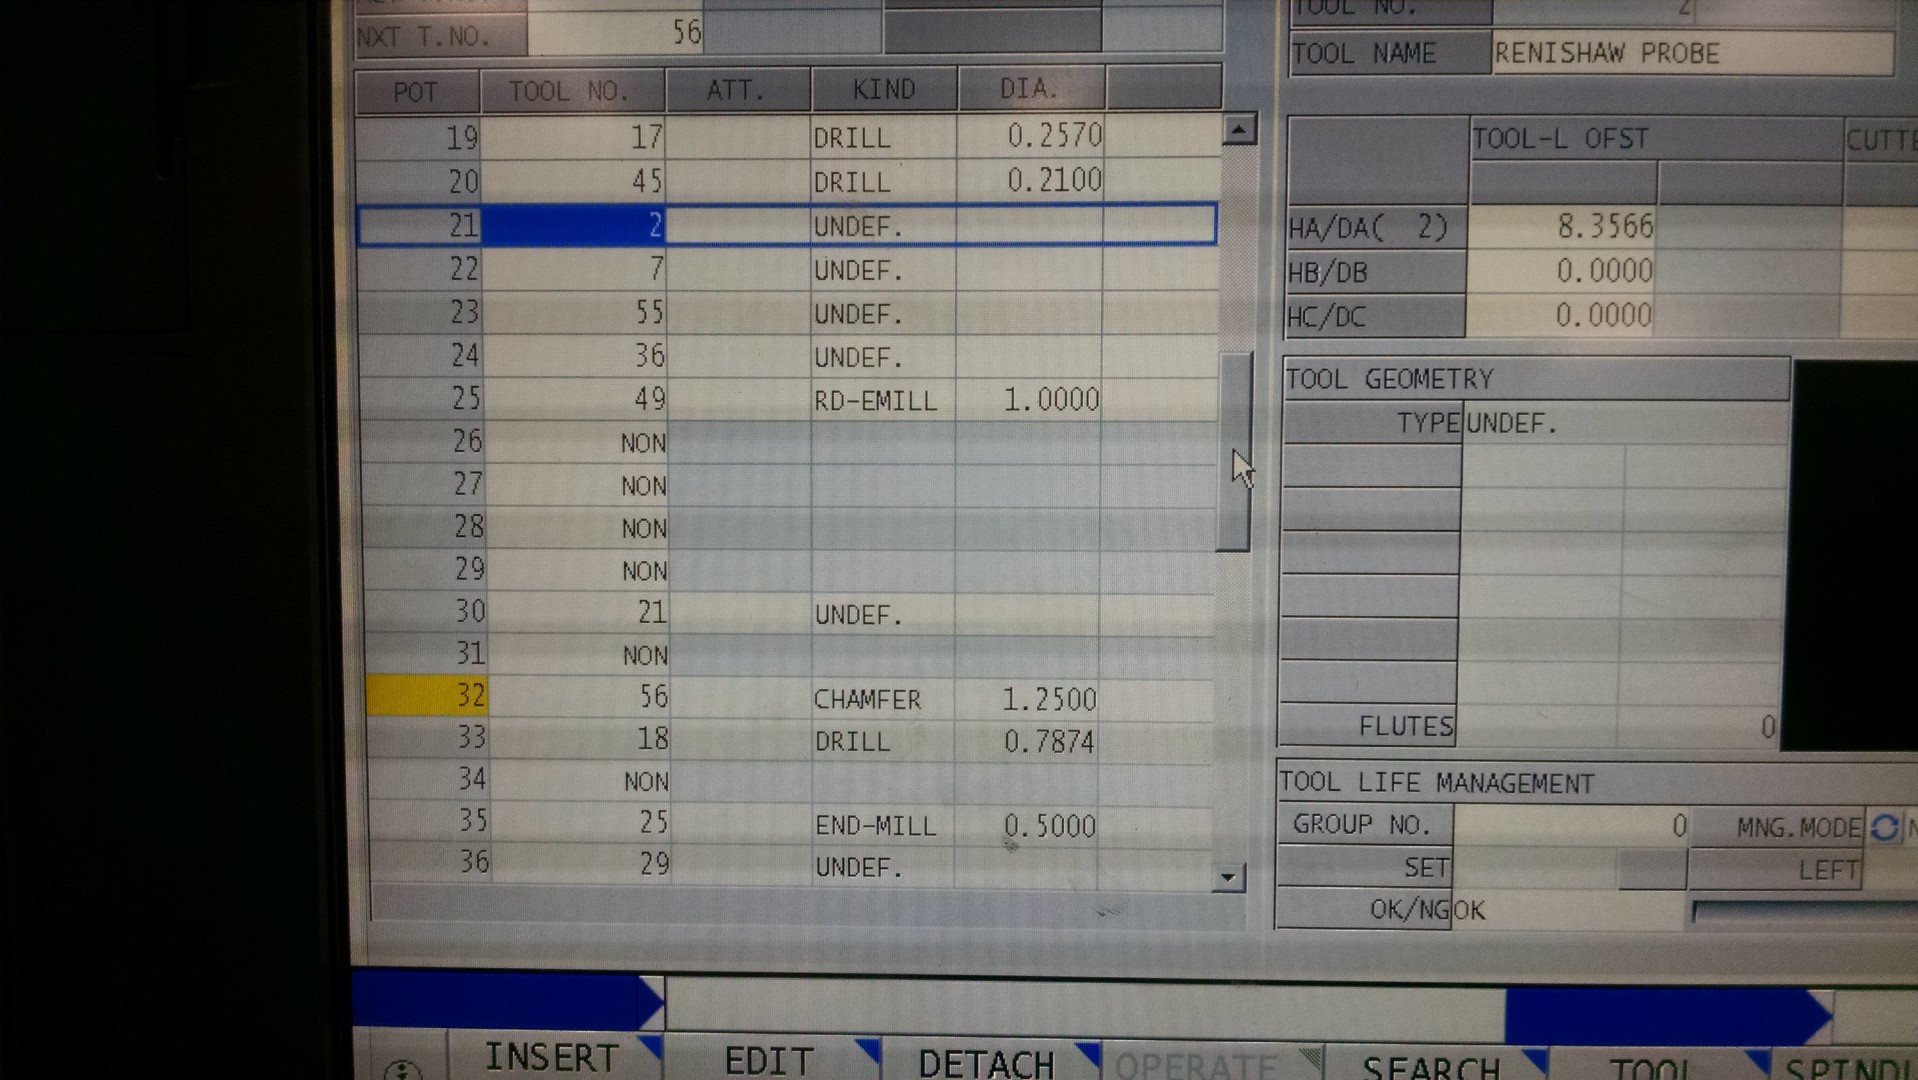 NXT T.NO. 56
POT TOOL NO. ATT. KIND DIA.
19 17 DRILL 0.2570
20 45 DRILL 0.2100
21 2 UNDEF.
22 7 UNDEF.
23 55 UNDEF.
24 36 UNDEF.
25 49 RD-EMILL 1.0000
26 NON
27 NON
28 NON
29 NON
30 21 UNDEF.
31 NON
32 56 CHAMFER 1.2500
33 18 DRILL 0.7874
34 NON
35 25 END-MILL 0.5000
36 29 UNDEF.
TOOL NO. 2
TOOL NAME RENISHAW PROBE
TOOL-L OFST
HA/DA( 2) 8.3566
HB/DB 0.0000
HC/DC 0.0000
TOOL GEOMETRY
TYPE UNDEF.
FLUTES 0
TOOL LIFE MANAGEMENT
GROUP NO. 0 MNG.MODE
SET LEFT
OK/NG OK
INSERT EDIT DETACH OPERATE SEARCH TOOL